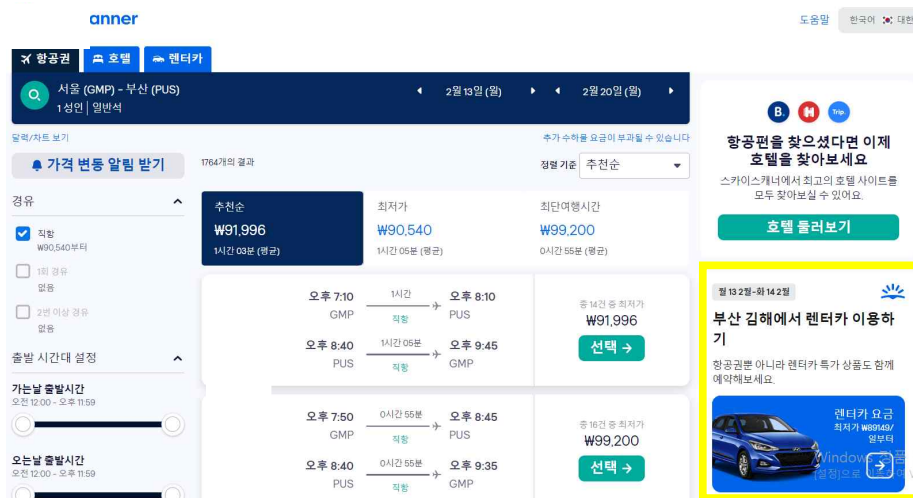 anner
도움말
한국어 대한
항공권
호텔
렌터카
서울 (GMP) - 부산 (PUS)
1 성인 | 일반석
2월 13일 (월)
2월 20일 (월)
달력/차트 보기
추가 수하물 요금이 부과될 수 있습니다
가격 변동 알림 받기
1764개의 결과
정렬 기준 추천순
경유
직항
₩90,540부터
1회 경유
없음
2번 이상 경유
없음
출발 시간대 설정
가는날 출발시간
오전 12:00 - 오후 11:59
오는날 출발시간
오전 12:00 - 오후 11:59
추천순
₩91,996
1시간 03분 (평균)
최저가
₩90,540
1시간 05분 (평균)
최단여행시간
₩99,200
0시간 55분 (평균)
오후 7:10
GMP
1시간
직항
오후 8:10
PUS
오후 8:40
PUS
1시간 05분
직항
오후 9:45
GMP
총 14건 중 최저가
₩91,996
선택 →
오후 7:50
GMP
0시간 55분
직항
오후 8:45
PUS
오후 8:40
PUS
0시간 55분
직항
오후 9:35
GMP
총 16건 중 최저가
₩99,200
선택 →
B.
H
Trip.
항공편을 찾으셨다면 이제
호텔을 찾아보세요
스카이스캐너에서 최고의 호텔 사이트를
모두 찾아보실 수 있어요.
호텔 둘러보기
월 13 2월-화 14 2월
부산 김해에서 렌터카 이용하
기
항공권뿐 아니라 렌터카 특가 상품도 함께
예약해보세요.
렌터카 요금
최저가 ₩89149/
일부터
Windows 정품
[설정]으로